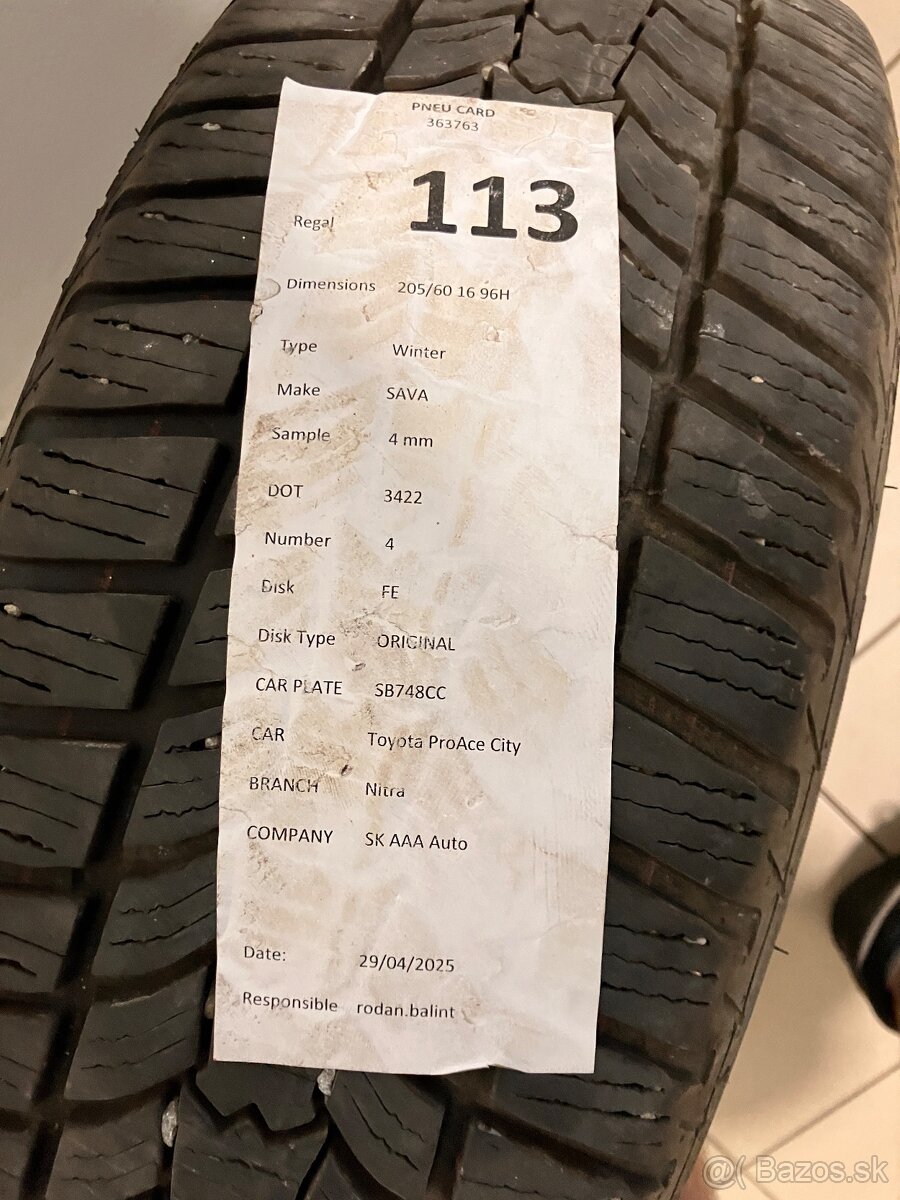 PNEU CARD
363763
Regal 113
Dimensions 205/60 16 96H
Type Winter
Make SAVA
Sample 4 mm
DOT 3422
Number 4
Disk FE
Disk Type ORIGINAL
CAR PLATE SB748CC
CAR Toyota ProAce City
BRANCH Nitra
COMPANY SK AAA Auto
Date: 29/04/2025
Responsible rodan.balint
@( Bazos.sk